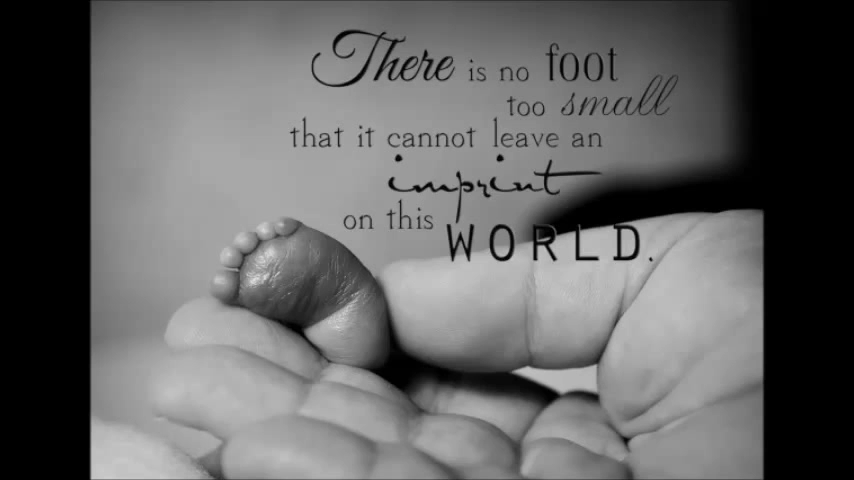 There is no foot
too small
that it cannot leave an
imprint
on this
WORLD.